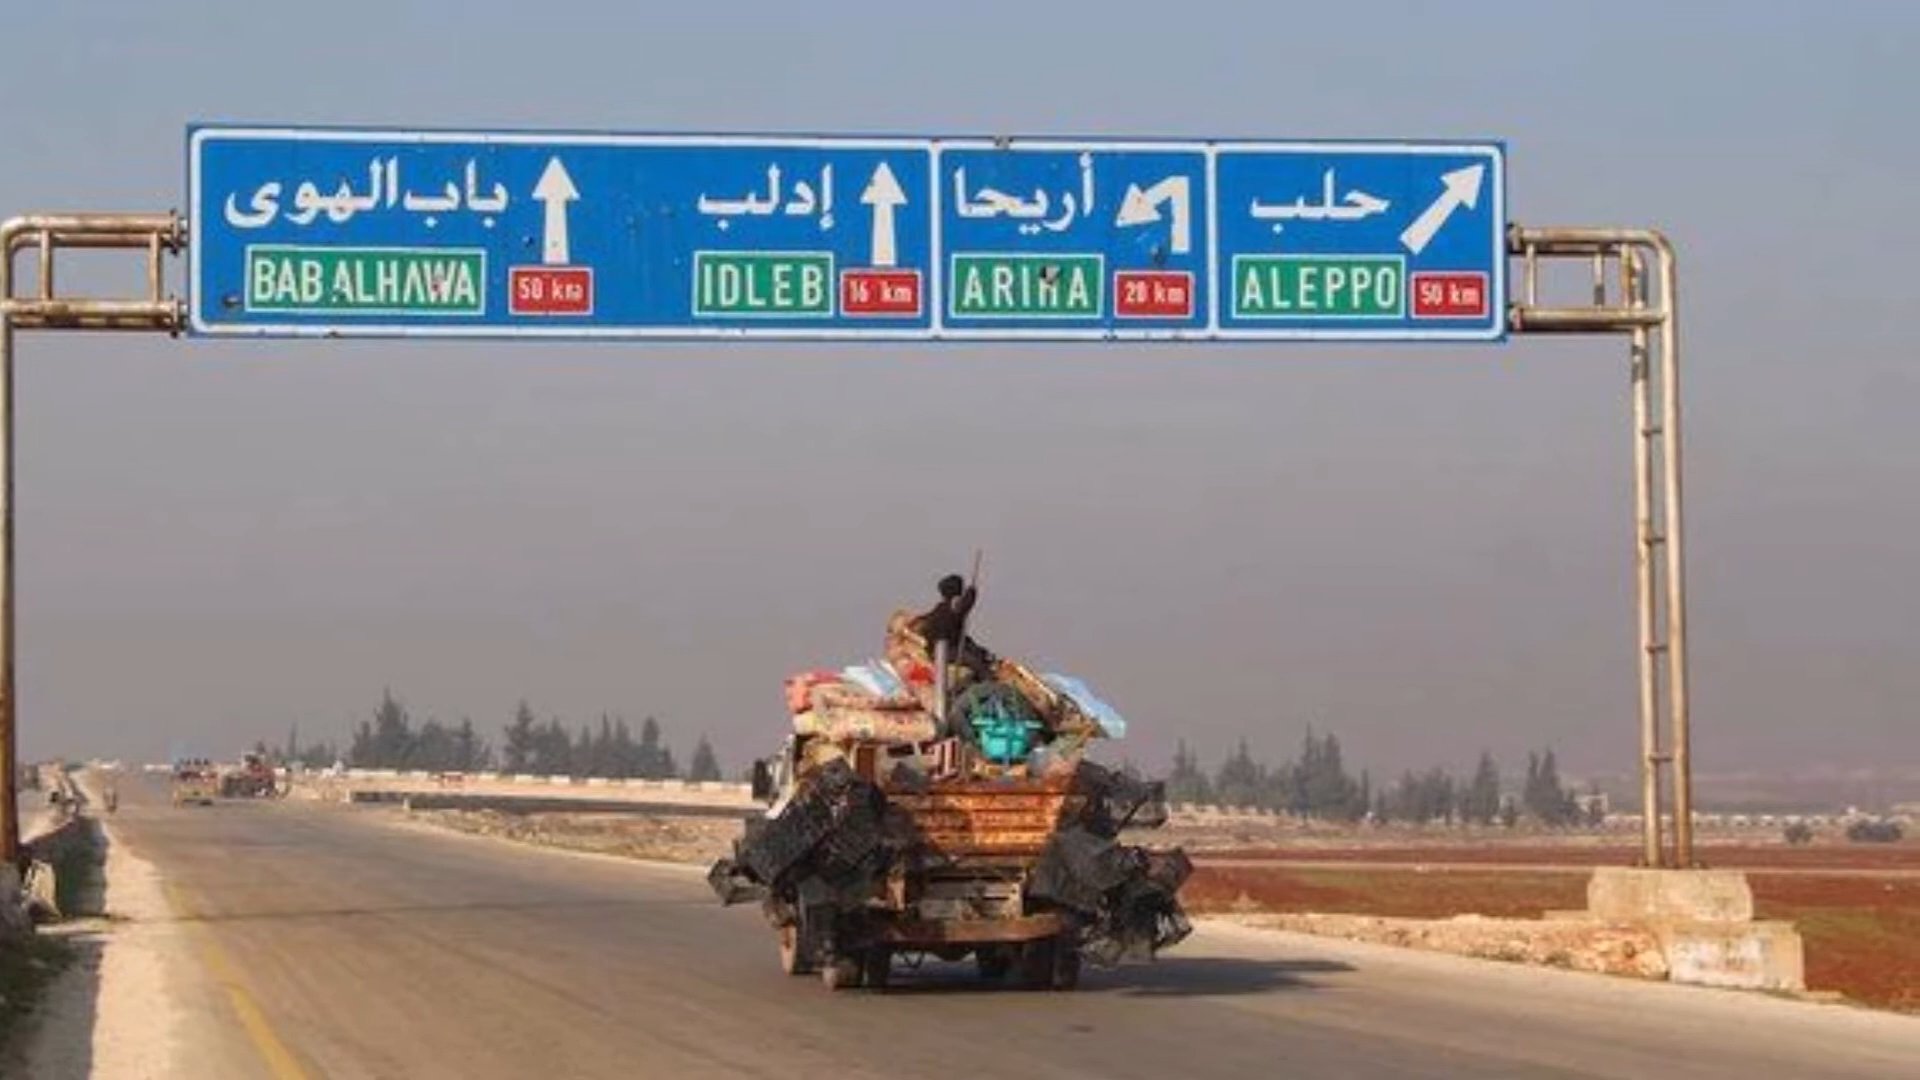 باب الهوى
BAB ALHAWA
50 km
إدلب
IDLEB
16 km
أريحا
ARIHA
20 km
حلب
ALEPPO
50 km